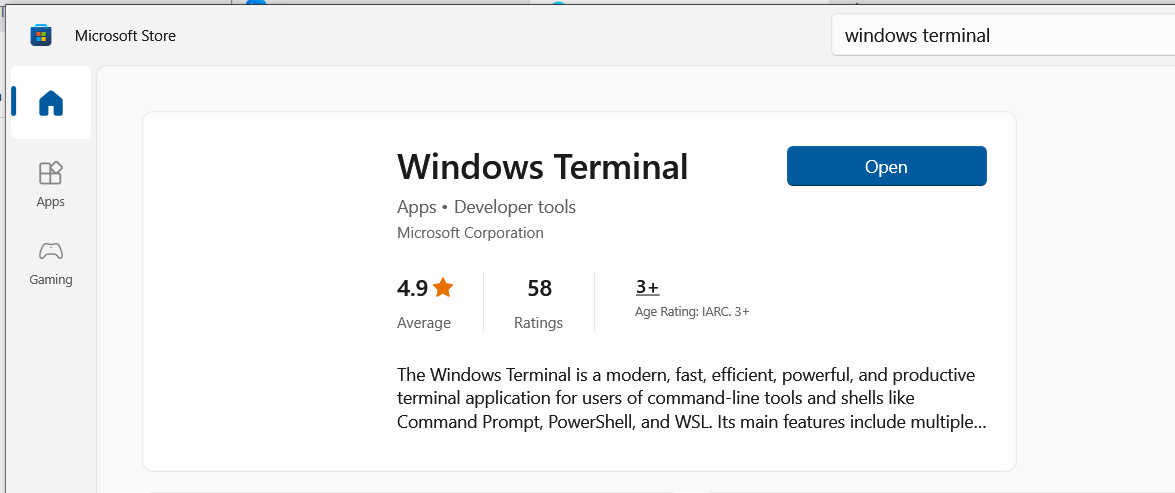 Microsoft Store
windows terminal
Apps
Gaming
Windows Terminal
Open
Apps • Developer tools
Microsoft Corporation
4.9
Average
58
Ratings
3+
Age Rating: IARC. 3+
The Windows Terminal is a modern, fast, efficient, powerful, and productive
terminal application for users of command-line tools and shells like
Command Prompt, PowerShell, and WSL. Its main features include multiple...